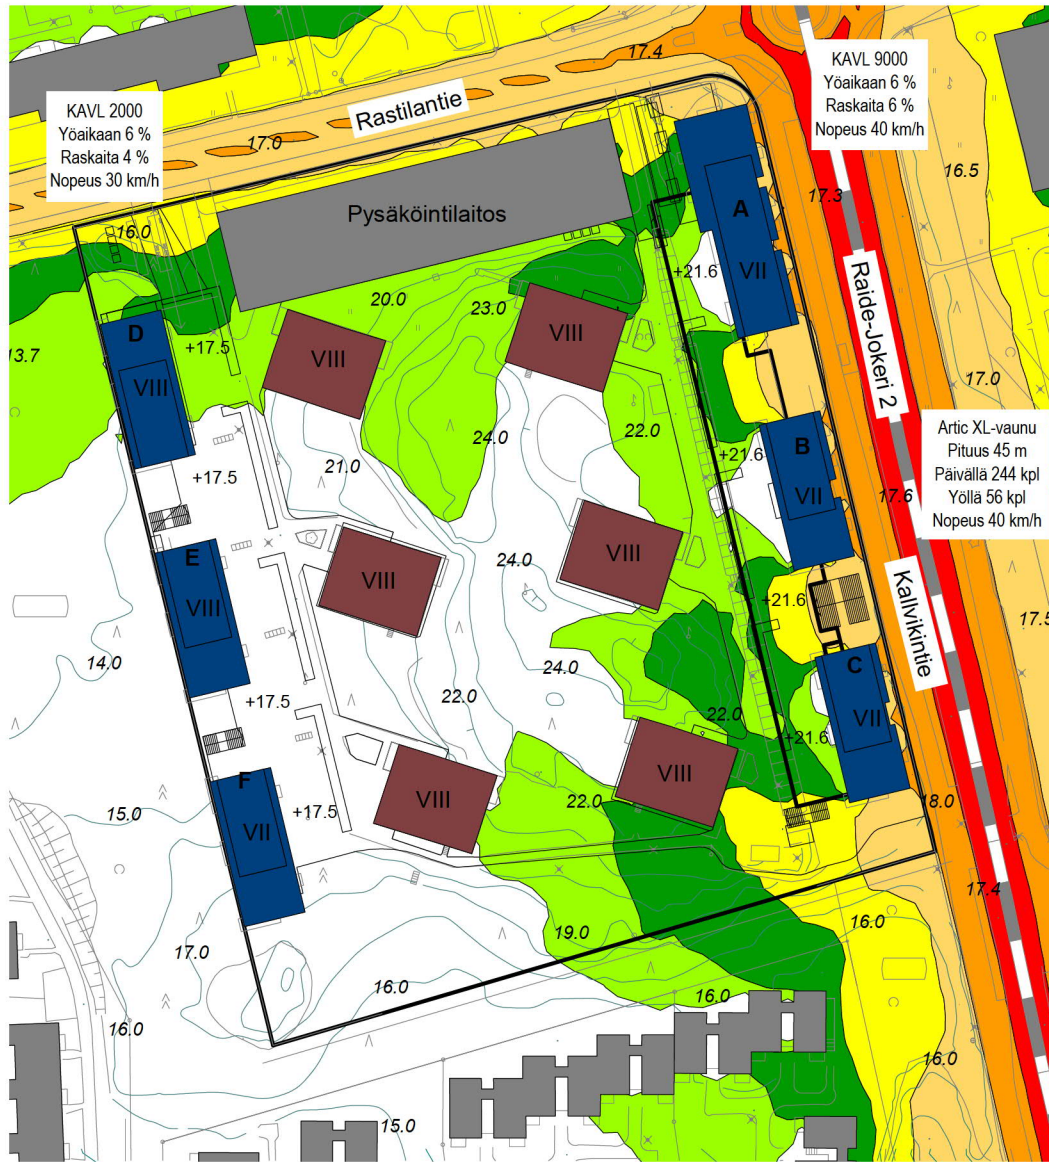 17.4
KAVL 9000
Yöaikaan 6 %
Raskaita 6 %
Nopeus 40 km/h
KAVL 2000
Yöaikaan 6 %
Raskaita 4 %
Nopeus 30 km/h
Rastilantie
17.0
16.5
17.3
A
VII
Pysäköintilaitos
16.0
+21.6
Raide-Jokeri 2
20.0
23.0
13.7
D
VIII
+17.5
VIII
VIII
17.0
24.0
22.0
21.0
B
VII
+21.6
+17.5
17.6
Artic XL-vaunu
Pituus 45 m
Päivällä 244 kpl
Yöllä 56 kpl
Nopeus 40 km/h
E
VIII
VIII
VIII
24.0
+21.6
Kallvikintie
17.5
14.0
24.0
C
VII
22.0
+17.5
22.0
+21.6
F
VII
VIII
VIII
22.0
15.0
+17.5
18.0
17.4
17.0
19.0
16.0
16.0
16.0
16.0
16.0
15.0